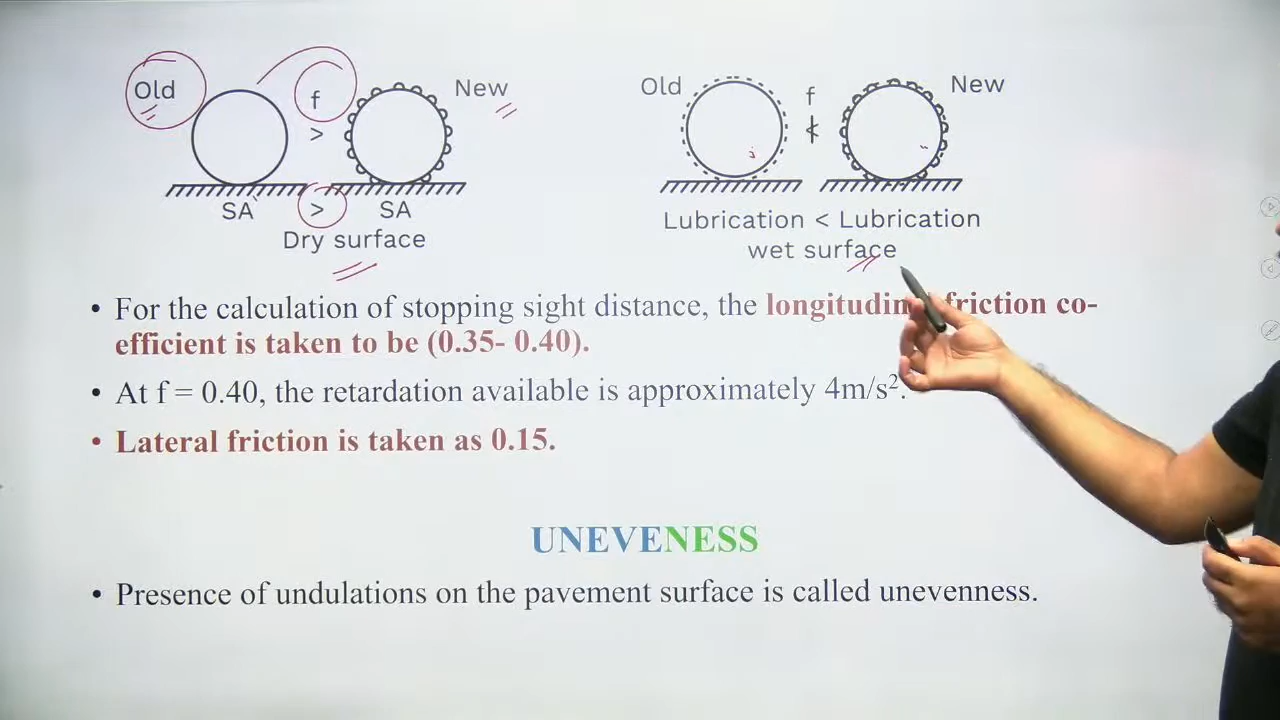 Old f New
>
SA > SA
Dry surface
Old f New
Lubrication < Lubrication
wet surface
• For the calculation of stopping sight distance, the longitudinal friction co-
efficient is taken to be (0.35- 0.40).
• At f = 0.40, the retardation available is approximately 4m/s².
• Lateral friction is taken as 0.15.
UNEVENESS
• Presence of undulations on the pavement surface is called unevenness.